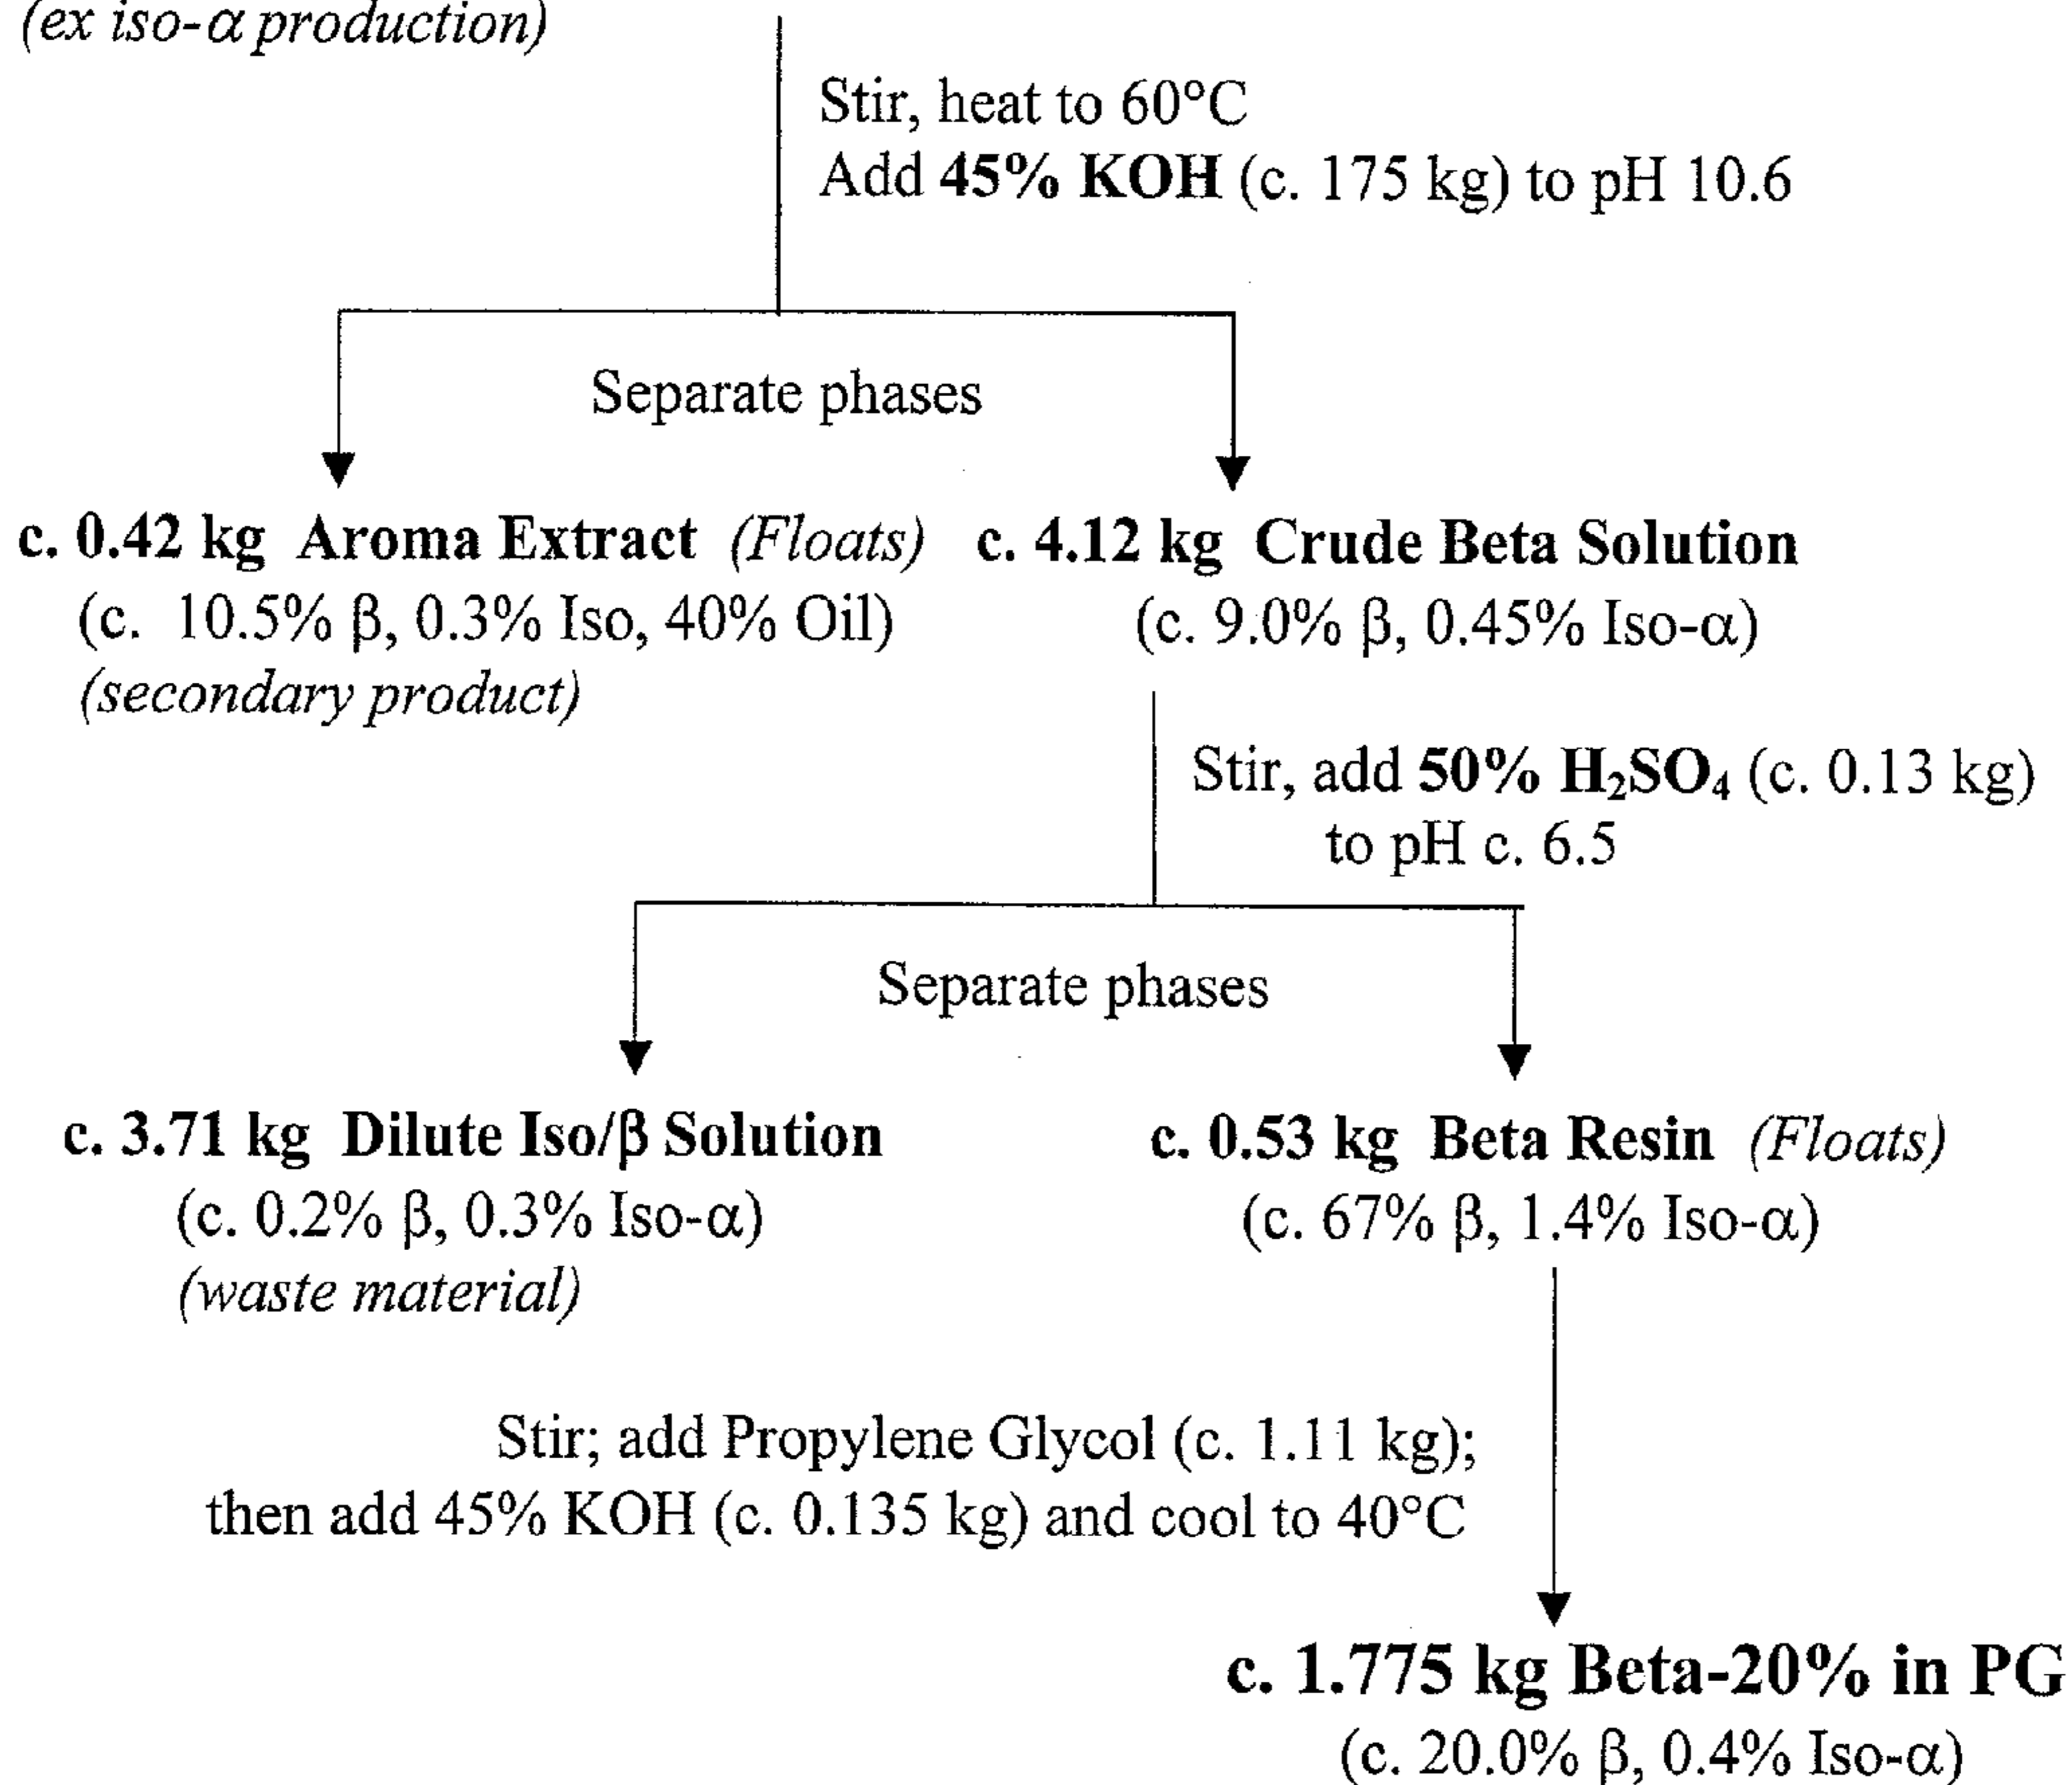 (ex iso-α production)
Stir, heat to 60°C
Add 45% KOH (c. 175 kg) to pH 10.6
Separate phases
c. 0.42 kg Aroma Extract (Floats)
(c. 10.5% β, 0.3% Iso, 40% Oil)
(secondary product)
c. 4.12 kg Crude Beta Solution
(c. 9.0% β, 0.45% Iso-α)
Stir, add 50% H₂SO₄ (c. 0.13 kg)
to pH c. 6.5
Separate phases
c. 3.71 kg Dilute Iso/β Solution
(c. 0.2% β, 0.3% Iso-α)
(waste material)
c. 0.53 kg Beta Resin (Floats)
(c. 67% β, 1.4% Iso-α)
Stir; add Propylene Glycol (c. 1.11 kg);
then add 45% KOH (c. 0.135 kg) and cool to 40°C
c. 1.775 kg Beta-20% in PG
(c. 20.0% β, 0.4% Iso-α)